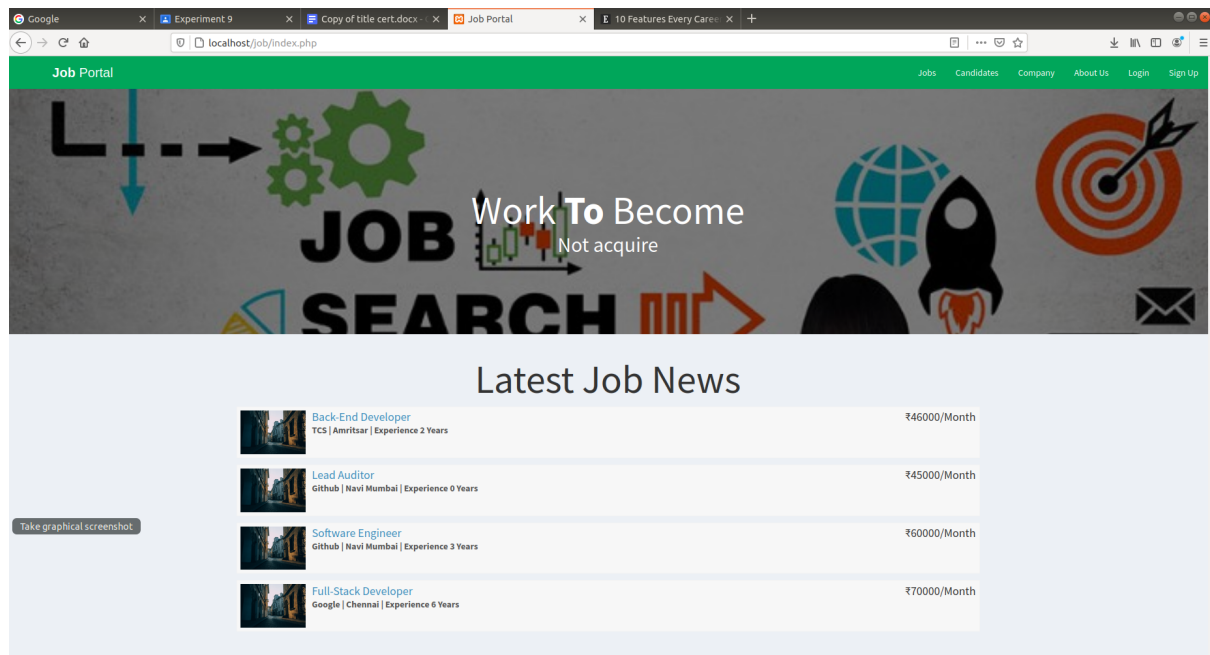 Google
Experiment 9
Copy of title cert.docx - G
Job Portal
E 10 Features Every Career
localhost/job/index.php
Job Portal
Jobs Candidates Company About Us Login Sign Up
JOB
SEARCH
Work To Become
Not acquire
Latest Job News
Back-End Developer ₹46000/Month
TCS | Amritsar | Experience 2 Years
Lead Auditor ₹45000/Month
Github | Navi Mumbai | Experience 0 Years
Take graphical screenshot
Software Engineer ₹60000/Month
Github | Navi Mumbai | Experience 3 Years
Full-Stack Developer ₹70000/Month
Google | Chennai | Experience 6 Years